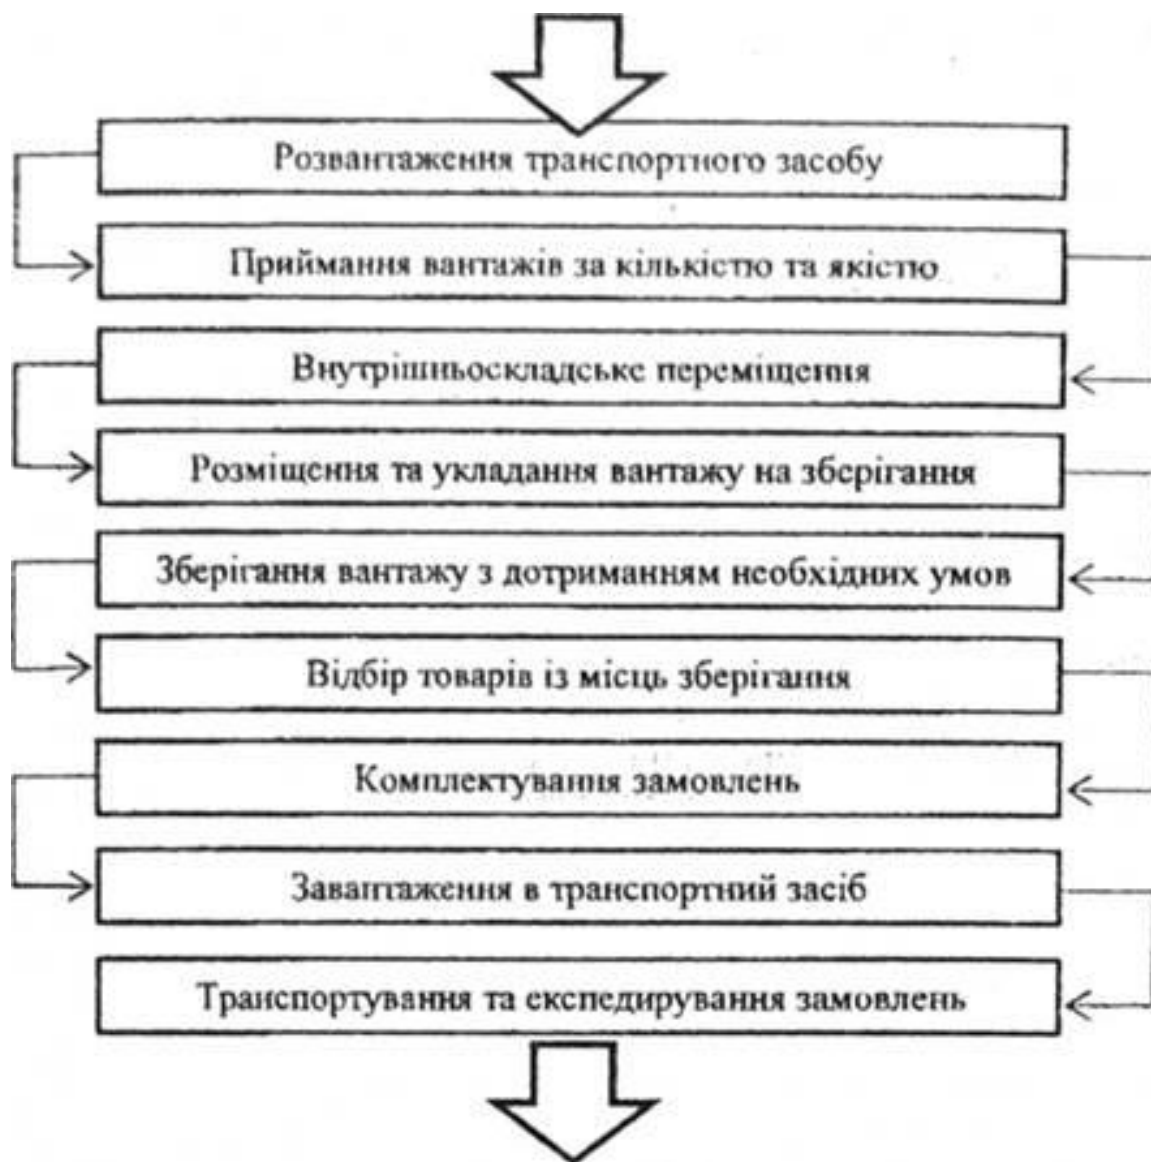 Розвантаження транспортного засобу
Приймання вантажів за кількістю та якістю
Внутрішньоскладське переміщення
Розміщення та укладання вантажу на зберігання
Зберігання вантажу з дотриманням необхідних умов
Відбір товарів із місць зберігання
Комплектування замовлень
Завантаження в транспортний засіб
Транспортування та експедирування замовлень